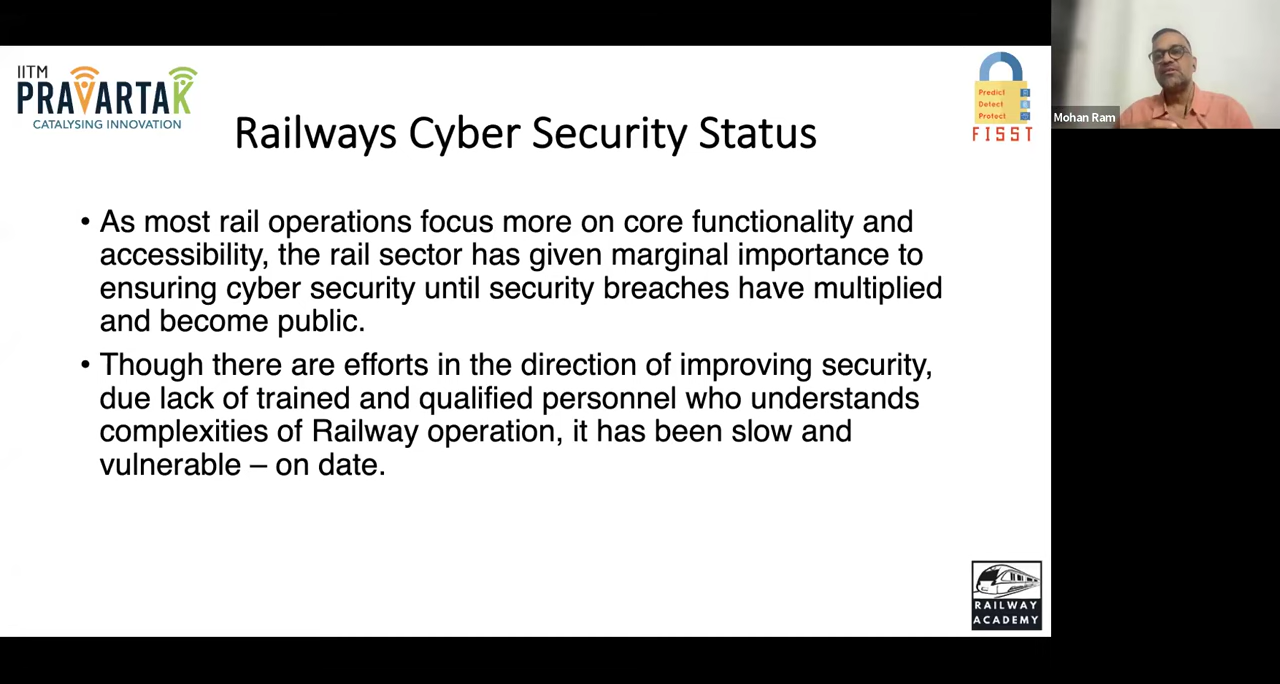 IITM
PRAVARTAK
CATALYSING INNOVATION
Predict
Detect
Protect
FISST
Mohan Ram
Railways Cyber Security Status
• As most rail operations focus more on core functionality and
accessibility, the rail sector has given marginal importance to
ensuring cyber security until security breaches have multiplied
and become public.
• Though there are efforts in the direction of improving security,
due lack of trained and qualified personnel who understands
complexities of Railway operation, it has been slow and
vulnerable – on date.
RAILWAY
ACADEMY